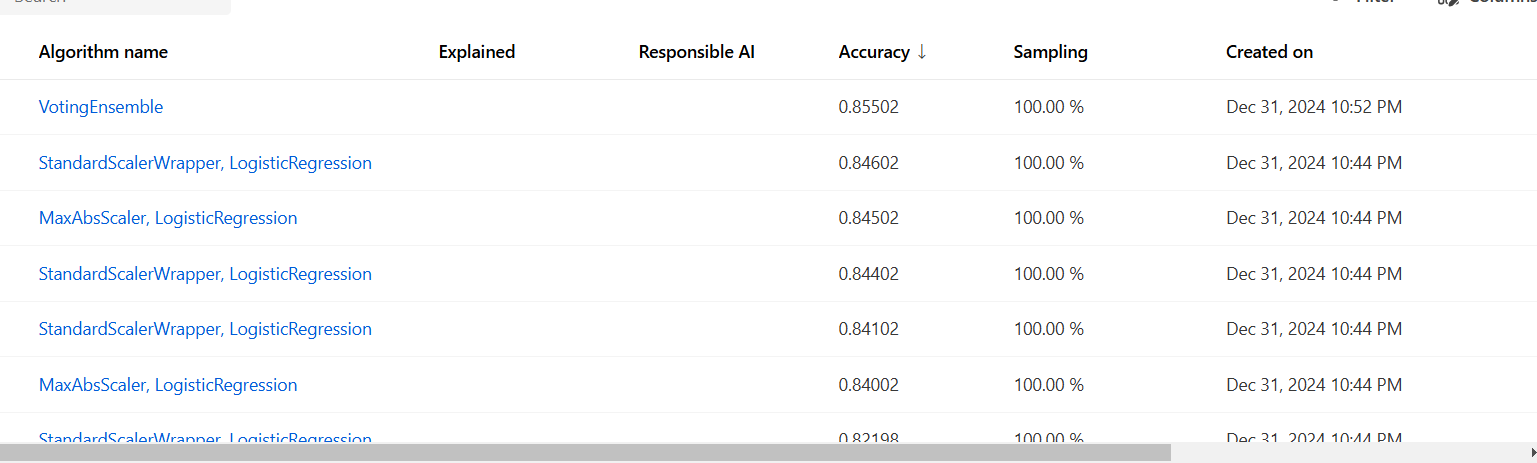 Search Filter Columns
Algorithm name Explained Responsible AI Accuracy ↓ Sampling Created on
VotingEnsemble 0.85502 100.00 % Dec 31, 2024 10:52 PM
StandardScalerWrapper, LogisticRegression 0.84602 100.00 % Dec 31, 2024 10:44 PM
MaxAbsScaler, LogisticRegression 0.84502 100.00 % Dec 31, 2024 10:44 PM
StandardScalerWrapper, LogisticRegression 0.84402 100.00 % Dec 31, 2024 10:44 PM
StandardScalerWrapper, LogisticRegression 0.84102 100.00 % Dec 31, 2024 10:44 PM
MaxAbsScaler, LogisticRegression 0.84002 100.00 % Dec 31, 2024 10:44 PM
StandardScalerWrapper, LogisticRegression 0.82198 100.00 % Dec 31, 2024 10:44 PM